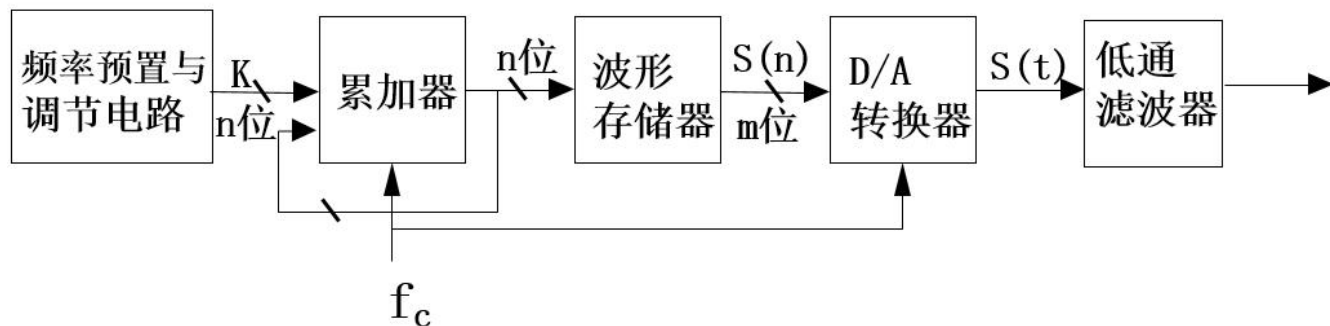 频率预置与
调节电路
K
n位
累加器
n位
波形
存储器
S(n)
m位
D/A
转换器
S(t)
低通
滤波器
fc